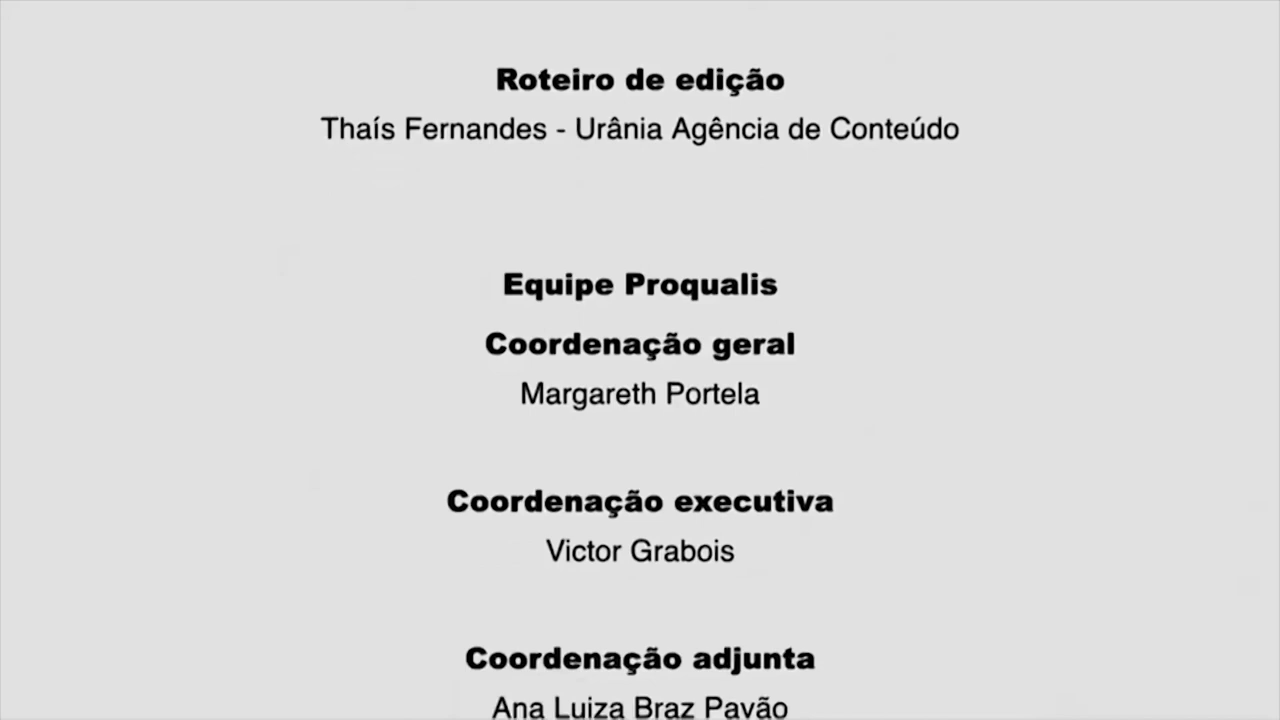 Roteiro de edição
Thaís Fernandes - Urânia Agência de Conteúdo
Equipe Proqualis
Coordenação geral
Margareth Portela
Coordenação executiva
Victor Grabois
Coordenação adjunta
Ana Luiza Braz Pavão